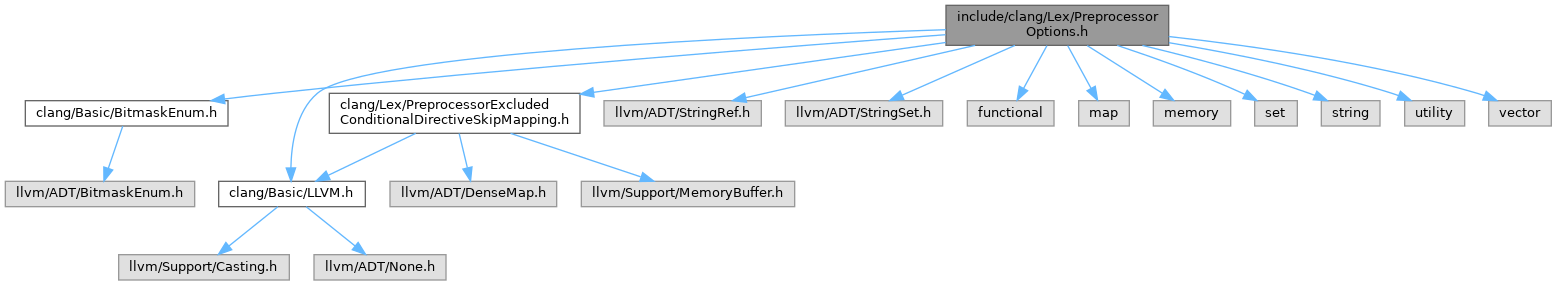 include/clang/Lex/Preprocessor
Options.h
clang/Basic/BitmaskEnum.h
clang/Lex/PreprocessorExcluded
ConditionalDirectiveSkipMapping.h
llvm/ADT/StringRef.h
llvm/ADT/StringSet.h
functional
map
memory
set
string
utility
vector
llvm/ADT/BitmaskEnum.h
clang/Basic/LLVM.h
llvm/ADT/DenseMap.h
llvm/Support/MemoryBuffer.h
llvm/Support/Casting.h
llvm/ADT/None.h